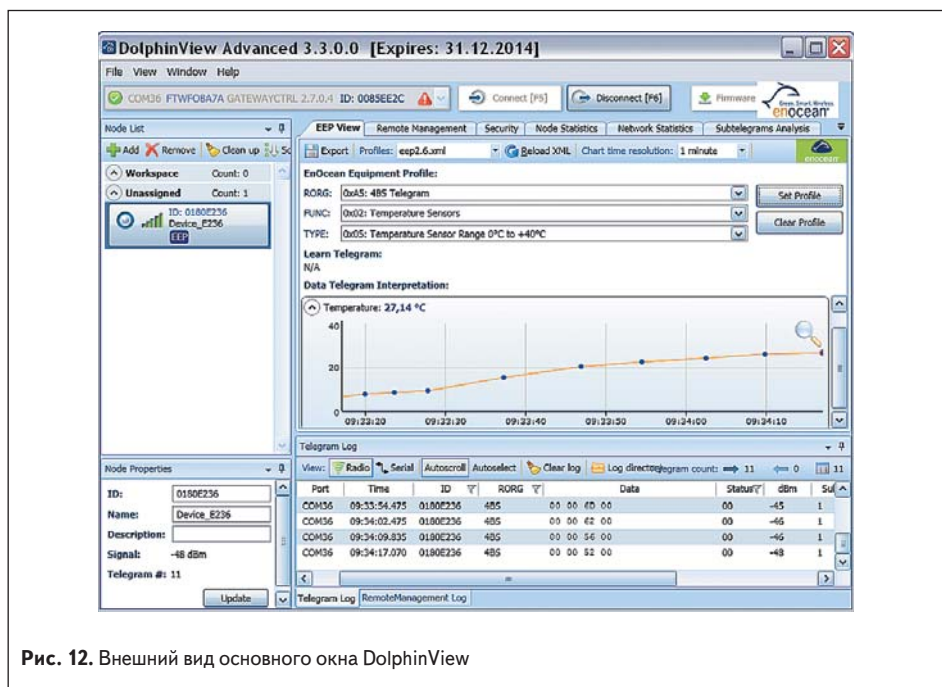 DolphinView Advanced 3.3.0.0 [Expires: 31.12.2014]
File View Window Help
COM36 FTWFOBA7A GATEWAYCTRL 2.7.0.4 ID: 0085EE2C
Connect [F5]
Disconnect [F6]
Firmware
Green. Smart. Wireless.
enocean
Node List
Add Remove Clean up Sc
Workspace Count: 0
Unassigned Count: 1
ID: 0180E236
Device_E236
EEP
EEP View Remote Management Security Node Statistics Network Statistics Subtelegrams Analysis
Export Profiles: eep2.6.xml Reload XML Chart time resolution: 1 minute
enocean
EnOcean Equipment Profile:
RORG: 0xA5: 4BS Telegram
Set Profile
FUNC: 0x02: Temperature Sensors
Clear Profile
TYPE: 0x05: Temperature Sensor Range 0°C to +40°C
Learn Telegram:
N/A
Data Telegram Interpretation:
Temperature: 27,14 °C
40
20
0
09:33:20 09:33:30 09:33:40 09:33:50 09:34:00 09:34:10
Telegram Log
View: Radio Serial Autoscroll Autoselect Clear log Log directory Telegram count: 11 0 11
Port Time ID RORG Data Status dBm Sul
COM36 09:33:54.475 0180E236 4BS 00 00 6D 00 00 -45 1
COM36 09:34:02.475 0180E236 4BS 00 00 62 00 00 -46 1
COM36 09:34:09.835 0180E236 4BS 00 00 56 00 00 -46 1
COM36 09:34:17.070 0180E236 4BS 00 00 52 00 00 -48 1
Telegram Log RemoteManagement Log
Node Properties
ID: 0180E236
Name: Device_E236
Description:
Signal: -48 dBm
Telegram #: 11
Update
Рис. 12. Внешний вид основного окна DolphinView